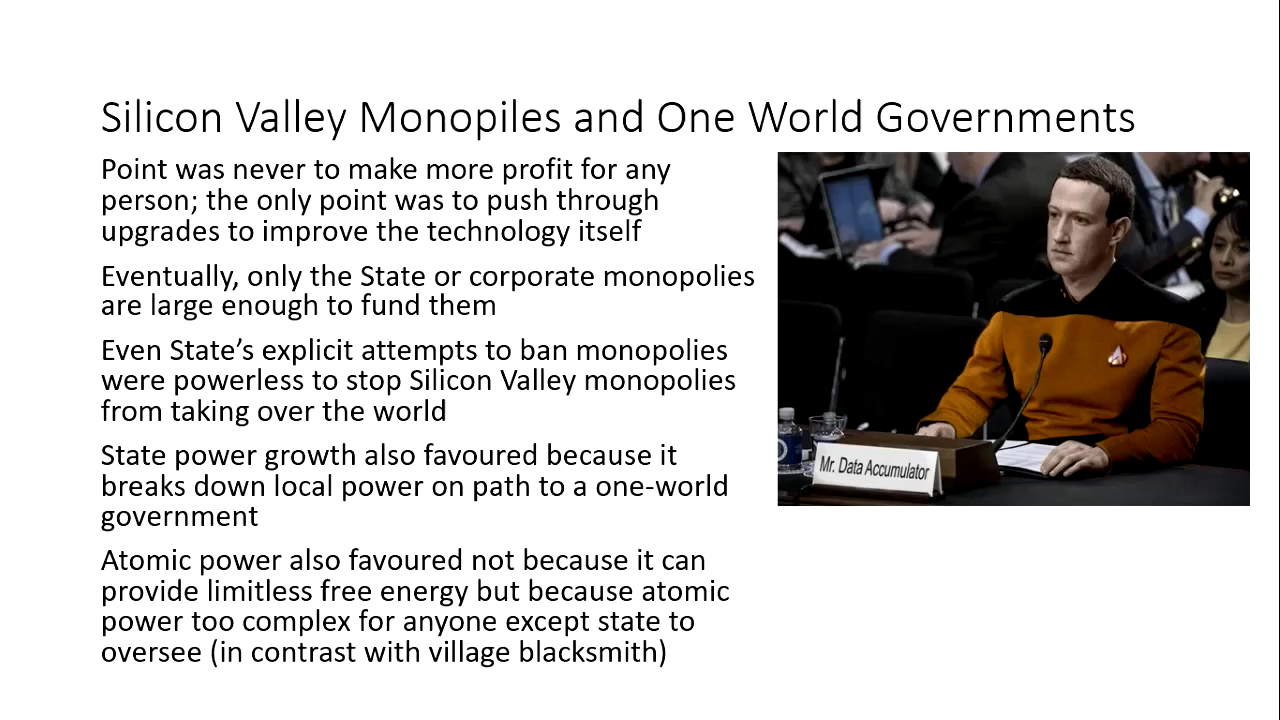 Silicon Valley Monopiles and One World Governments
Point was never to make more profit for any
person; the only point was to push through
upgrades to improve the technology itself
Eventually, only the State or corporate monopolies
are large enough to fund them
Even State’s explicit attempts to ban monopolies
were powerless to stop Silicon Valley monopolies
from taking over the world
State power growth also favoured because it
breaks down local power on path to a one-world
government
Atomic power also favoured not because it can
provide limitless free energy but because atomic
power too complex for anyone except state to
oversee (in contrast with village blacksmith)
Mr. Data Accumulator